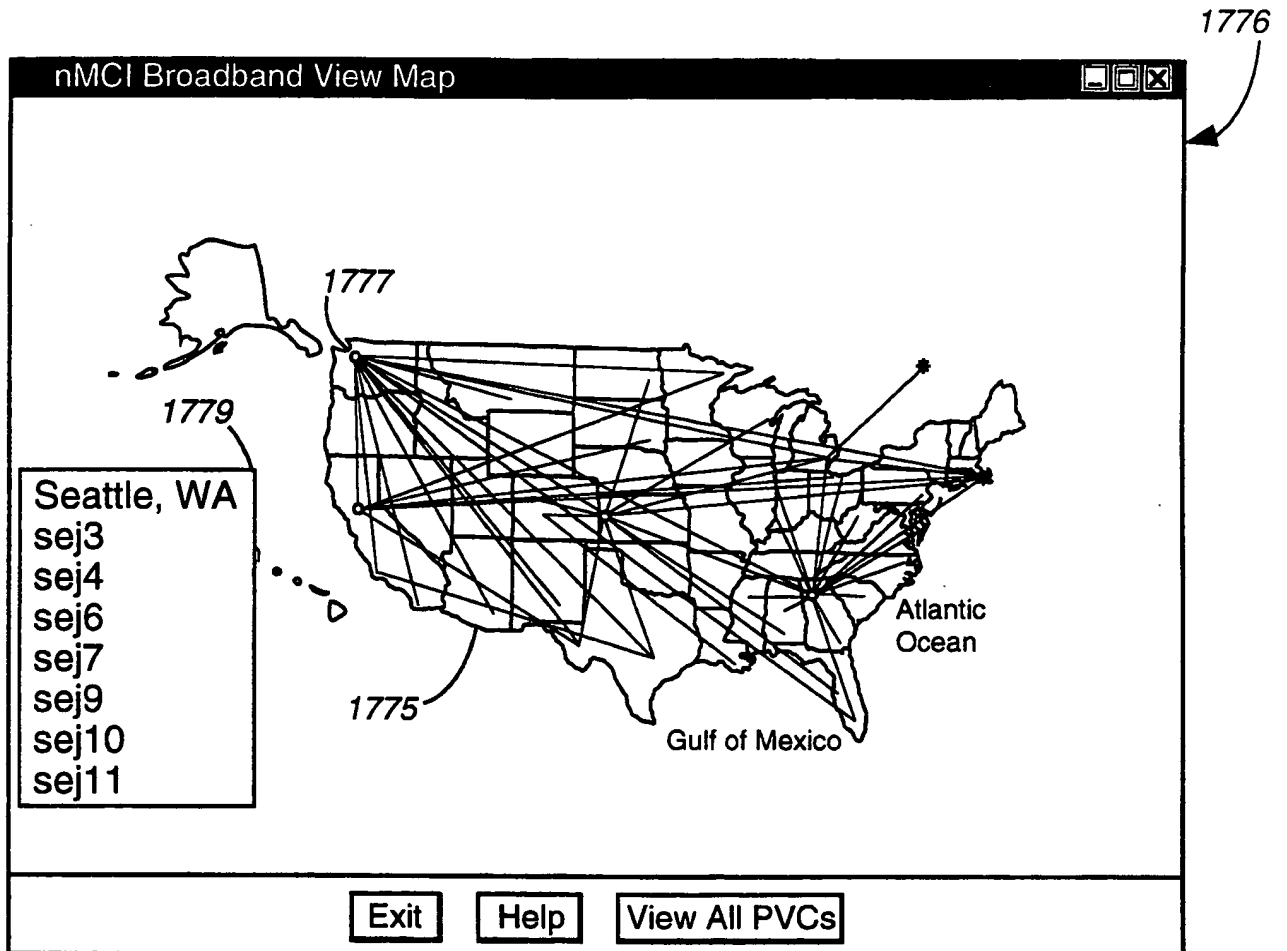 1776
nMCI Broadband View Map
1777
1779
Seattle, WA
sej3
sej4
sej6
sej7
sej9
sej10
sej11
Atlantic
Ocean
1775
Gulf of Mexico
Exit
Help
View All PVCs